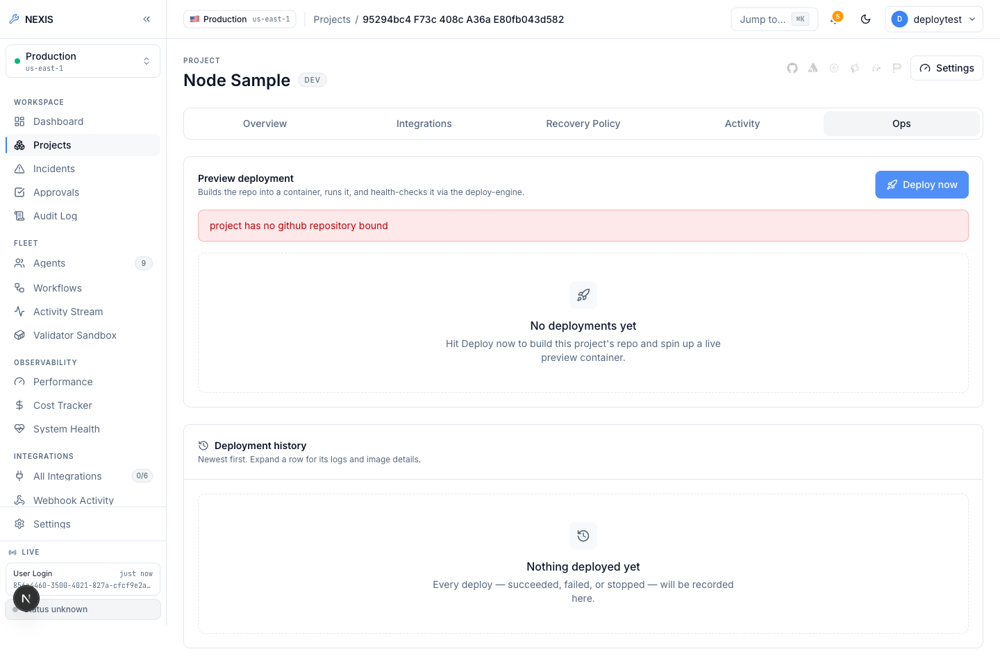 NEXIS
Production
us-east-1
WORKSPACE
Dashboard
Projects
Incidents
Approvals
Audit Log
FLEET
Agents
9
Workflows
Activity Stream
Validator Sandbox
OBSERVABILITY
Performance
Cost Tracker
System Health
INTEGRATIONS
All Integrations
0/6
Webhook Activity
Settings
LIVE
User Login just now
4460-3500-4021-827a-cfcf9e2a…
N
unknown
Production us-east-1
Projects / 95294bc4 F73c 408c A36a E80fb043d582
Jump to... ⌘K
5
D deploytest
PROJECT
Node Sample DEV
Settings
Overview Integrations Recovery Policy Activity Ops
Preview deployment
Builds the repo into a container, runs it, and health-checks it via the deploy-engine.
Deploy now
project has no github repository bound
No deployments yet
Hit Deploy now to build this project's repo and spin up a live
preview container.
Deployment history
Newest first. Expand a row for its logs and image details.
Nothing deployed yet
Every deploy — succeeded, failed, or stopped — will be recorded
here.